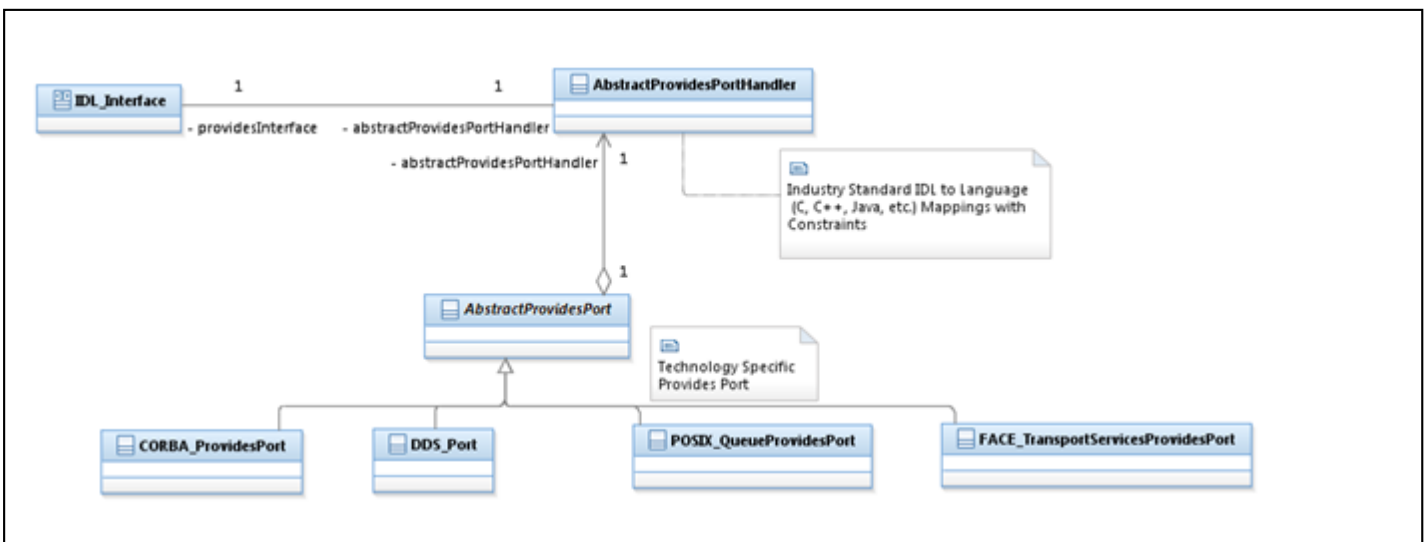 1
1
AbstractProvidesPortHandler
IDL_Interface
- providesInterface
- abstractProvidesPortHandler
- abstractProvidesPortHandler
1
Industry Standard IDL to Language
(C, C++, Java, etc.) Mappings with
Constraints
1
AbstractProvidesPort
Technology Specific
Provides Port
CORBA_ProvidesPort
DDS_Port
POSIX_QueueProvidesPort
FACE_TransportServicesProvidesPort